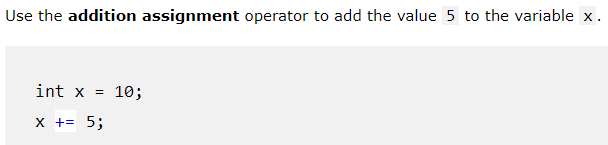 Use the addition assignment operator to add the value 5 to the variable x.
int x = 10;
x += 5;